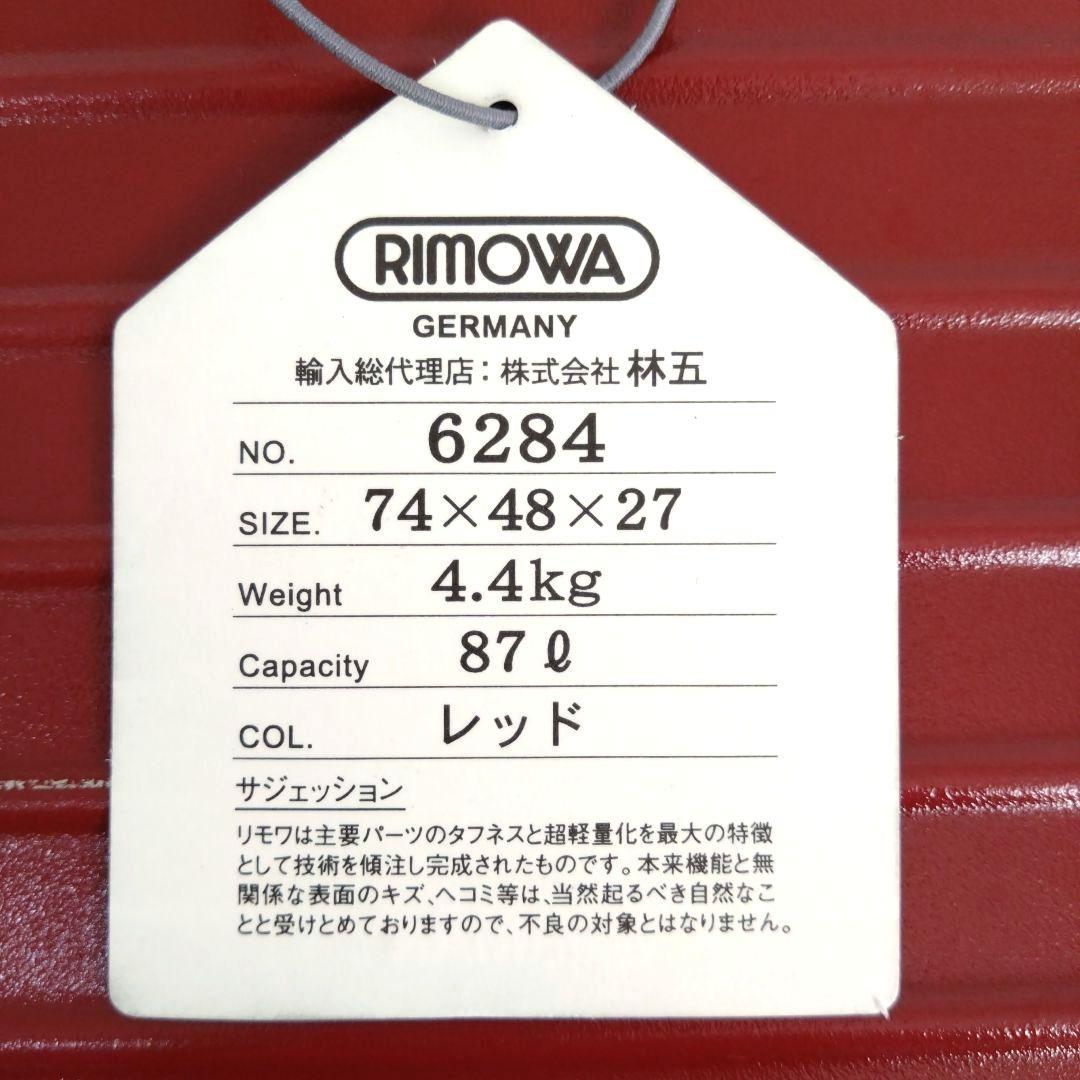 RIMOWA
GERMANY
輸入総代理店：株式会社 林五
NO. 6284
SIZE. 74×48×27
Weight 4.4kg
Capacity 87ℓ
COL. レッド
サジェッション
リモワは主要パーツのタフネスと超軽量化を最大の特徴
として技術を傾注し完成されたものです。本来機能と無
関係な表面のキズ、ヘコミ等は、当然起るべき自然なこ
とと受けとめておりますので、不良の対象とはなりません。